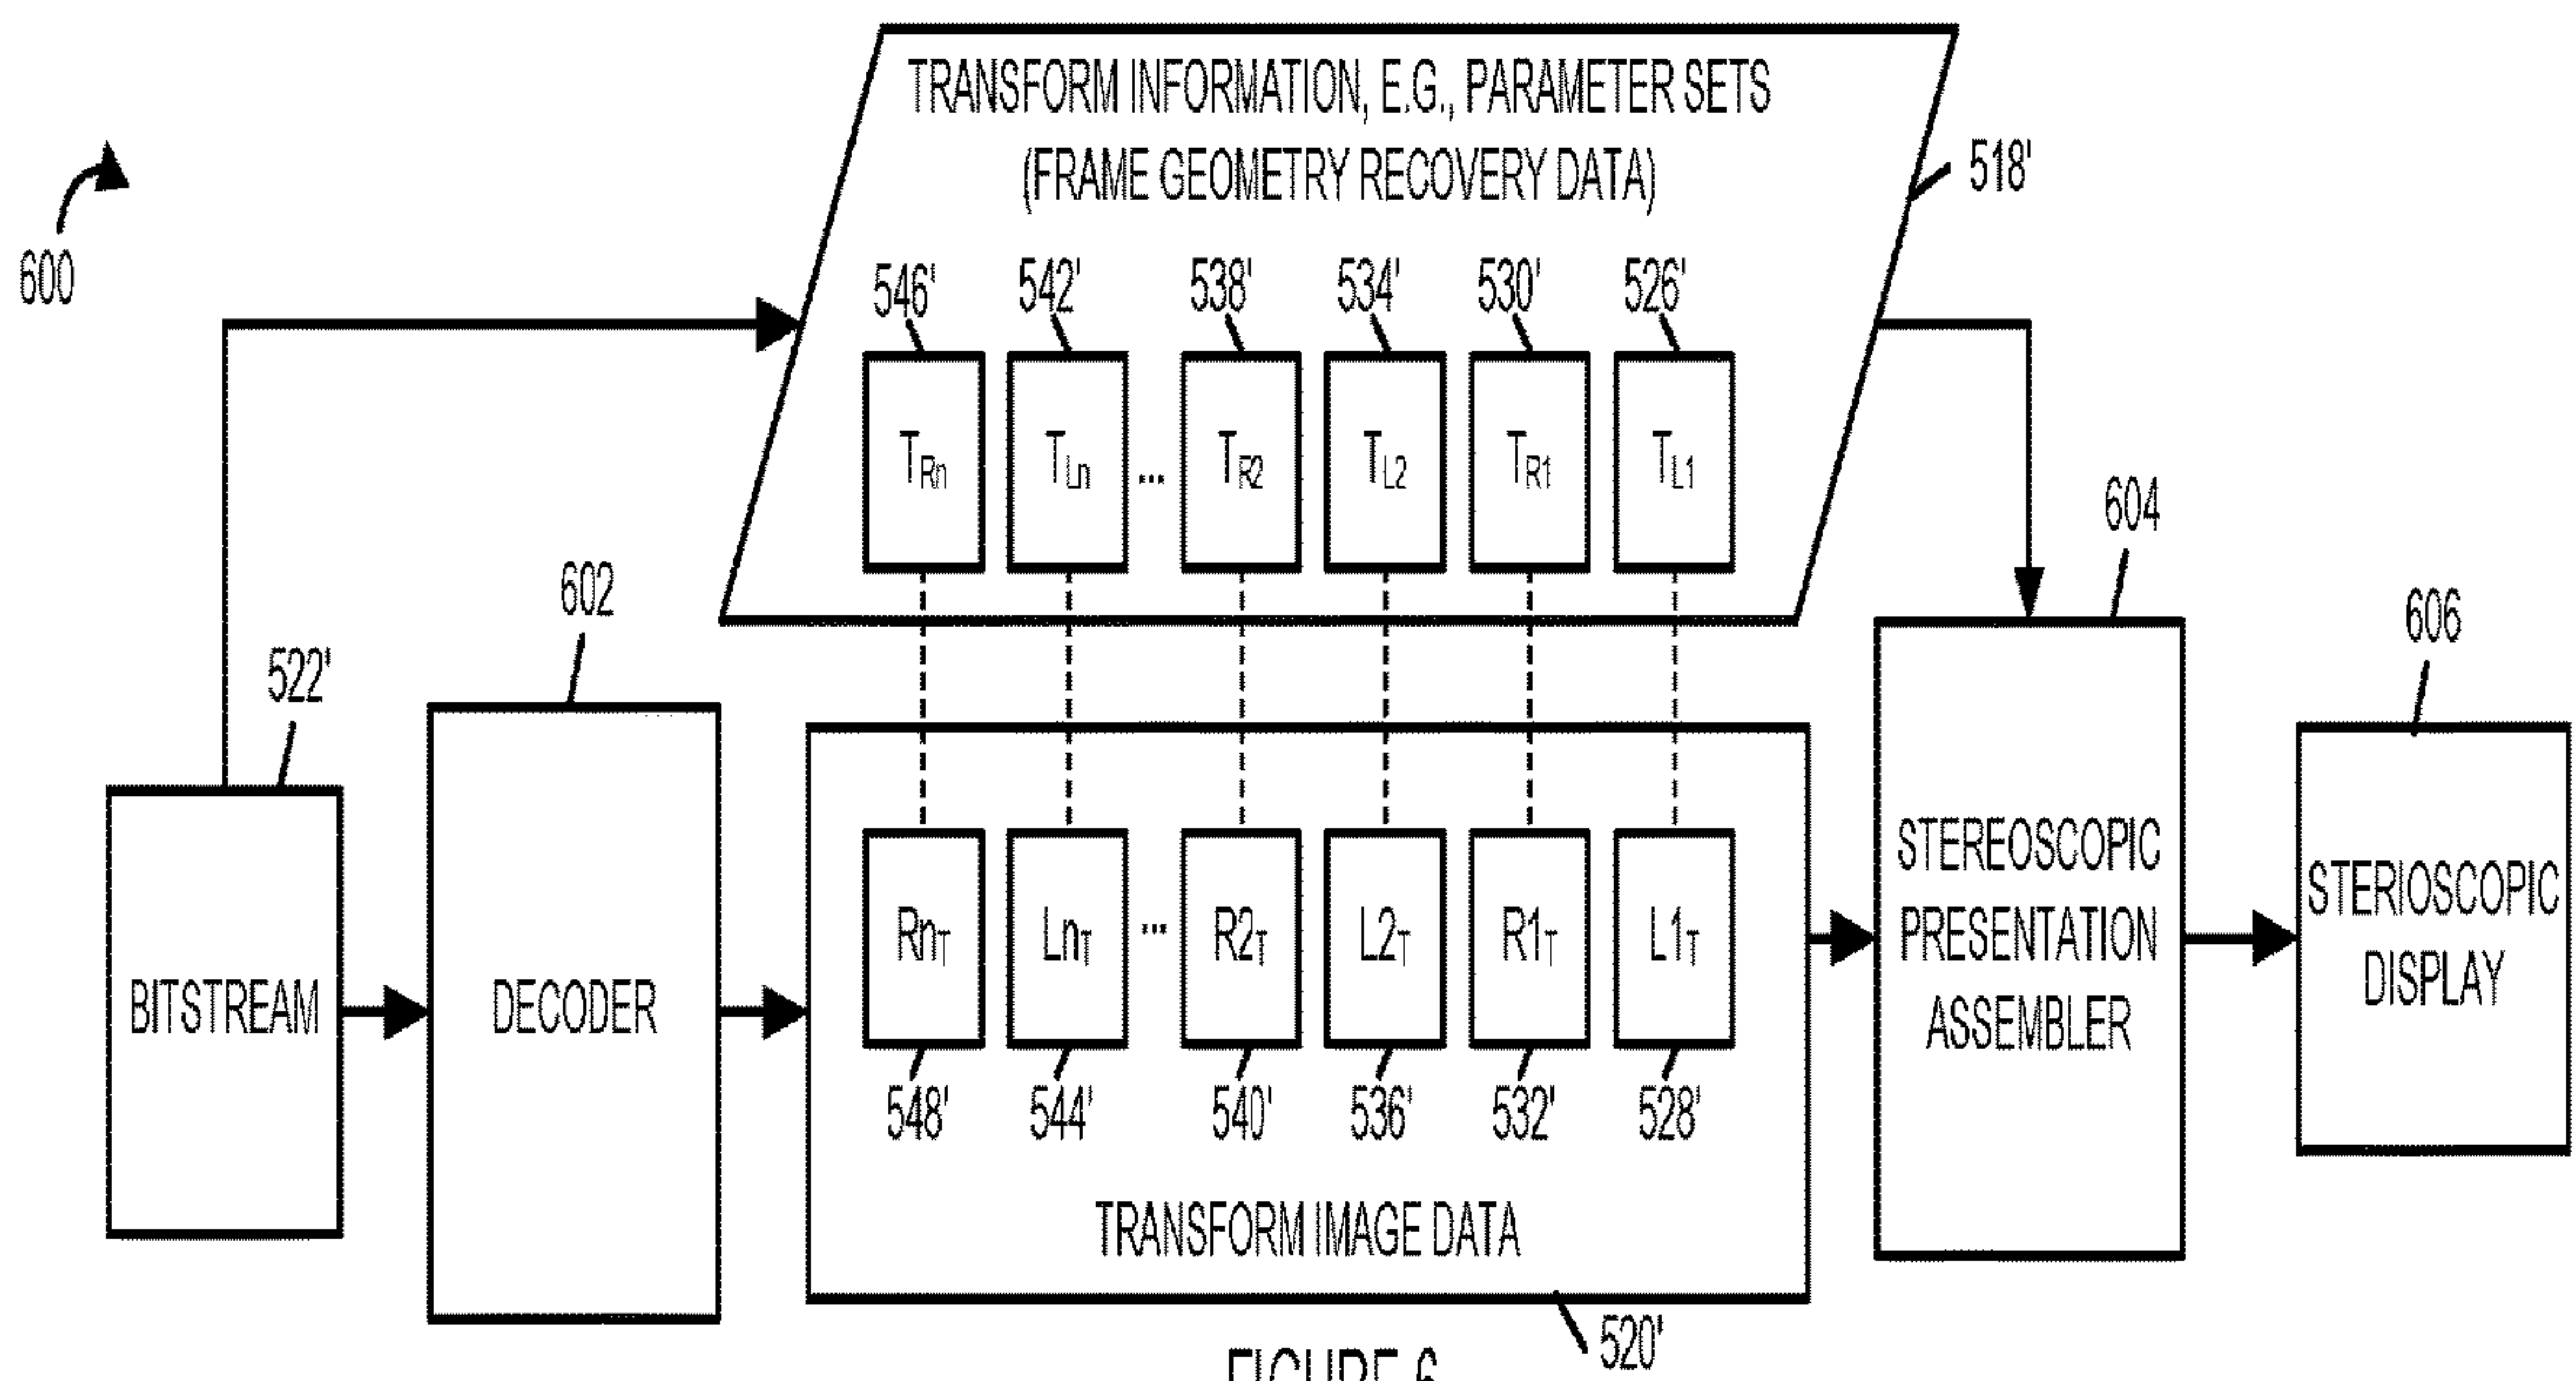 TRANSFORM INFORMATION, E.G., PARAMETER SETS
(FRAME GEOMETRY RECOVERY DATA)
518'
600
546' 542' 538' 534' 530' 526'
TRn TLn ... TR2 TL2 TR1 TL1
604
602
606
522'
BITSTREAM
DECODER
RnT LnT ... R2T L2T R1T L1T
548' 544' 540' 536' 532' 528'
TRANSFORM IMAGE DATA
520'
STEREOSCOPIC
PRESENTATION
ASSEMBLER
STERIOSCOPIC
DISPLAY
FIGURE 6